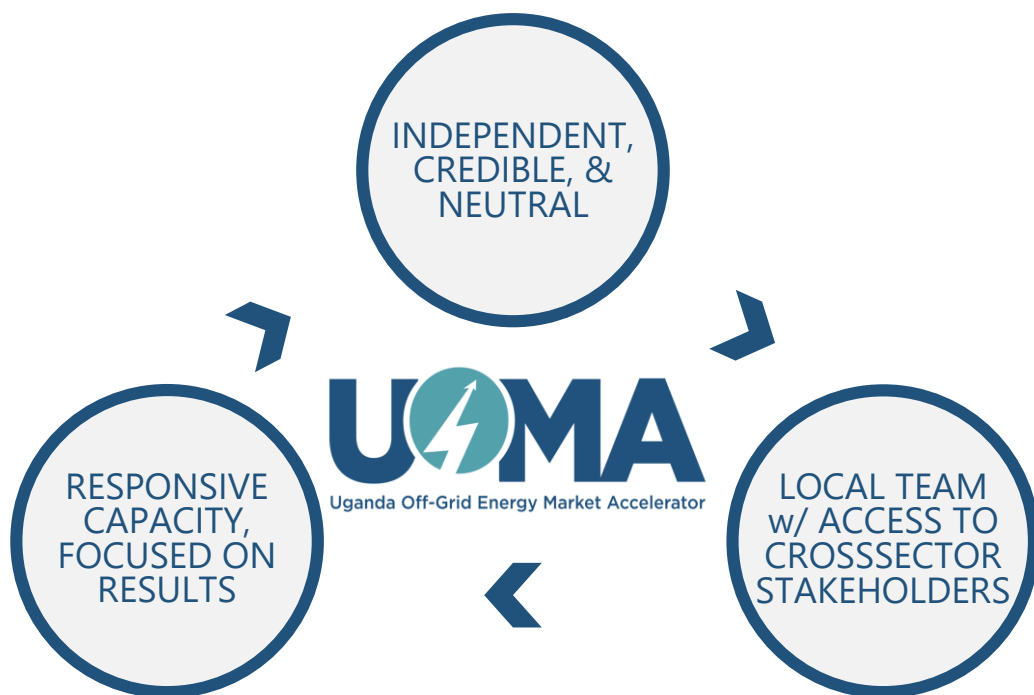 INDEPENDENT,
CREDIBLE, &
NEUTRAL
UOMA
Uganda Off-Grid Energy Market Accelerator
RESPONSIVE
CAPACITY,
FOCUSED ON
RESULTS
LOCAL TEAM
w/ ACCESS TO
CROSSSECTOR
STAKEHOLDERS